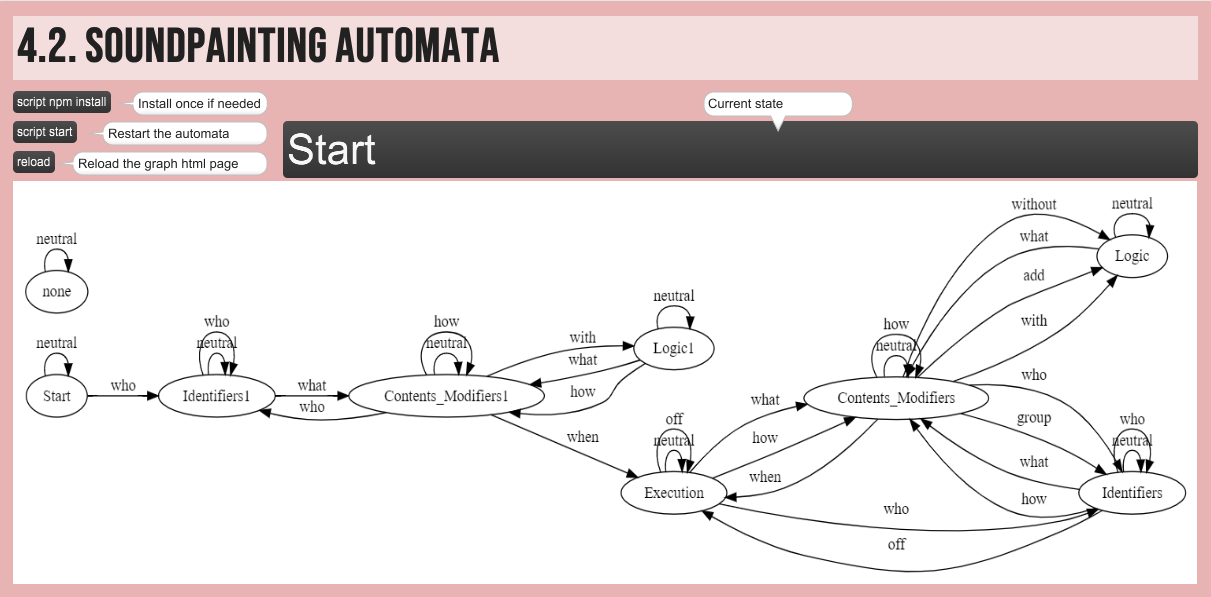 4.2. SOUNDPAINTING AUTOMATA
script npm install
Install once if needed
Current state
script start
Restart the automata
Start
reload
Reload the graph html page
without
neutral
what
Logic
add
with
neutral
none
neutral
Logic1
with
what
how
neutral
Start
who
who
neutral
Identifiers1
what
who
how
neutral
Contents_Modifiers1
when
how
neutral
Contents_Modifiers
who
group
what
how
off
neutral
Execution
what
how
when
who
off
who
neutral
Identifiers